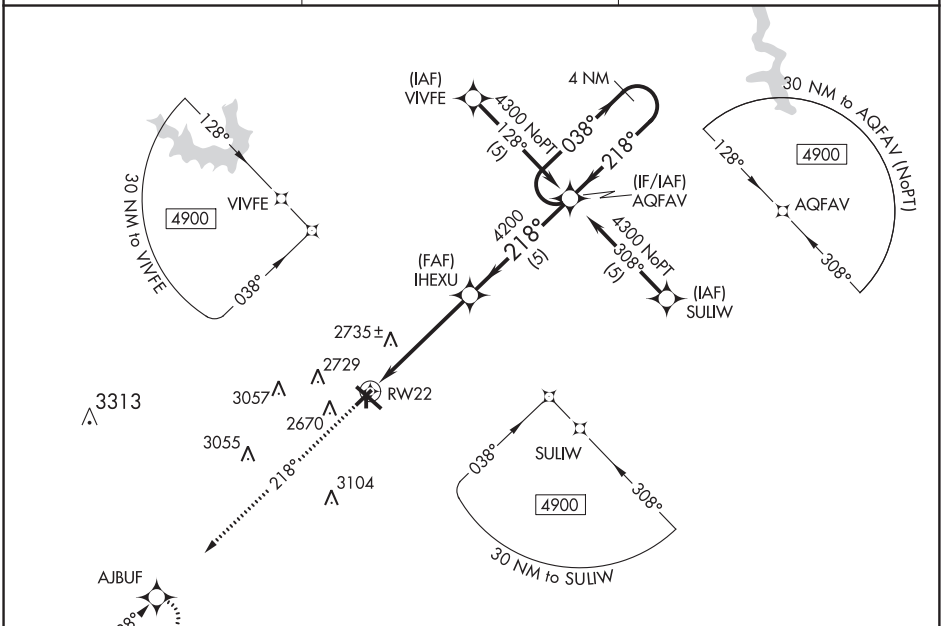 (IAF)
VIVFE
4300 NoPT
128°
(5)
4 NM
038°
218°
(IF/IAF)
AQFAV
30 NM to AQFAV (NoPT)
4900
128°
AQFAV
308°
128°
VIVFE
4900
30 NM to VIVFE
038°
4200
218°
(5)
4300 NoPT
308°
(5)
(IAF)
SULIW
(FAF)
IHEXU
2735±
2729
3057
RW22
2670
3313
3055
218°
3104
038°
SULIW
4900
308°
30 NM to SULIW
AJBUF